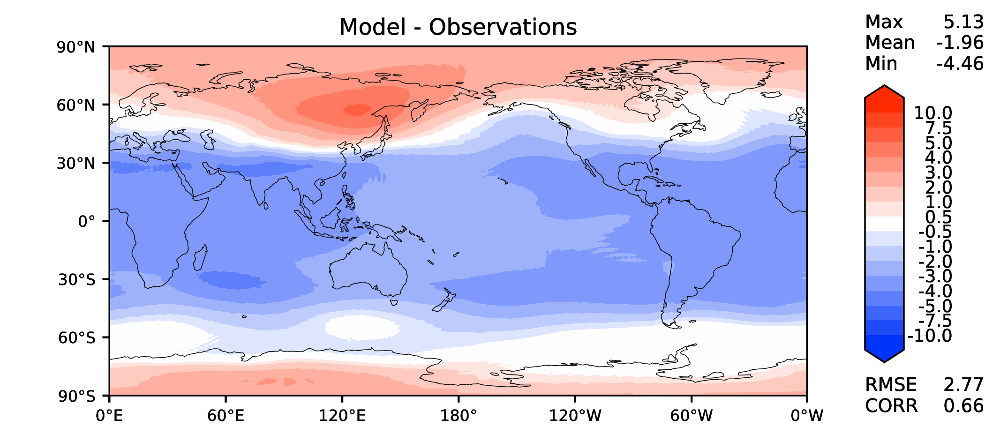 Model - Observations
Max 5.13
Mean -1.96
Min -4.46
90°N
60°N
30°N
0°
30°S
60°S
90°S
0°E 60°E 120°E 180° 120°W 60°W 0°W
10.0
7.5
5.0
4.0
3.0
2.0
1.0
0.5
-0.5
-1.0
-2.0
-3.0
-4.0
-5.0
-7.5
-10.0
RMSE 2.77
CORR 0.66